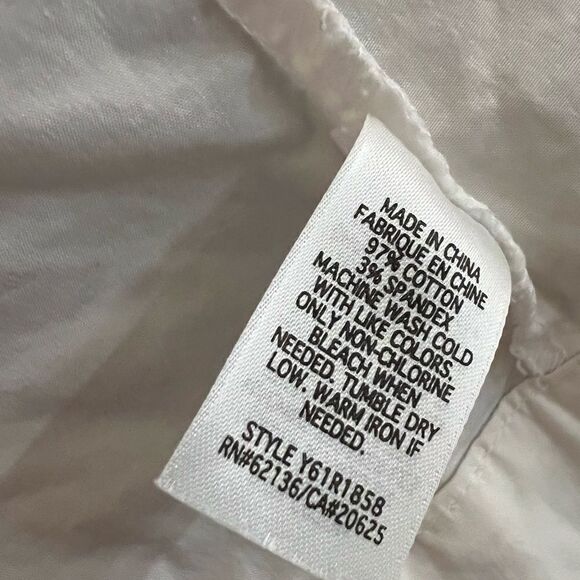 MADE IN CHINA
FABRIQUE EN CHINE
97% COTTON
3% SPANDEX
MACHINE WASH COLD
WITH LIKE COLORS.
ONLY NON-CHLORINE
BLEACH WHEN
NEEDED. TUMBLE DRY
LOW. WARM IRON IF
NEEDED.
STYLE Y61R1858
RN#62136/CA#20625